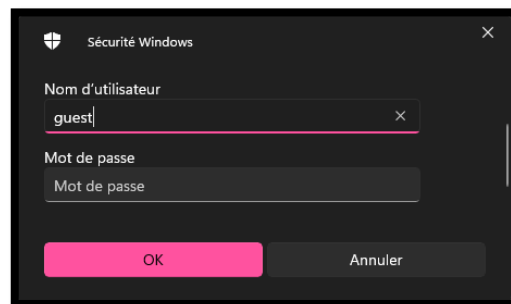 Sécurité Windows
Nom d'utilisateur
guest
Mot de passe
Mot de passe
OK Annuler